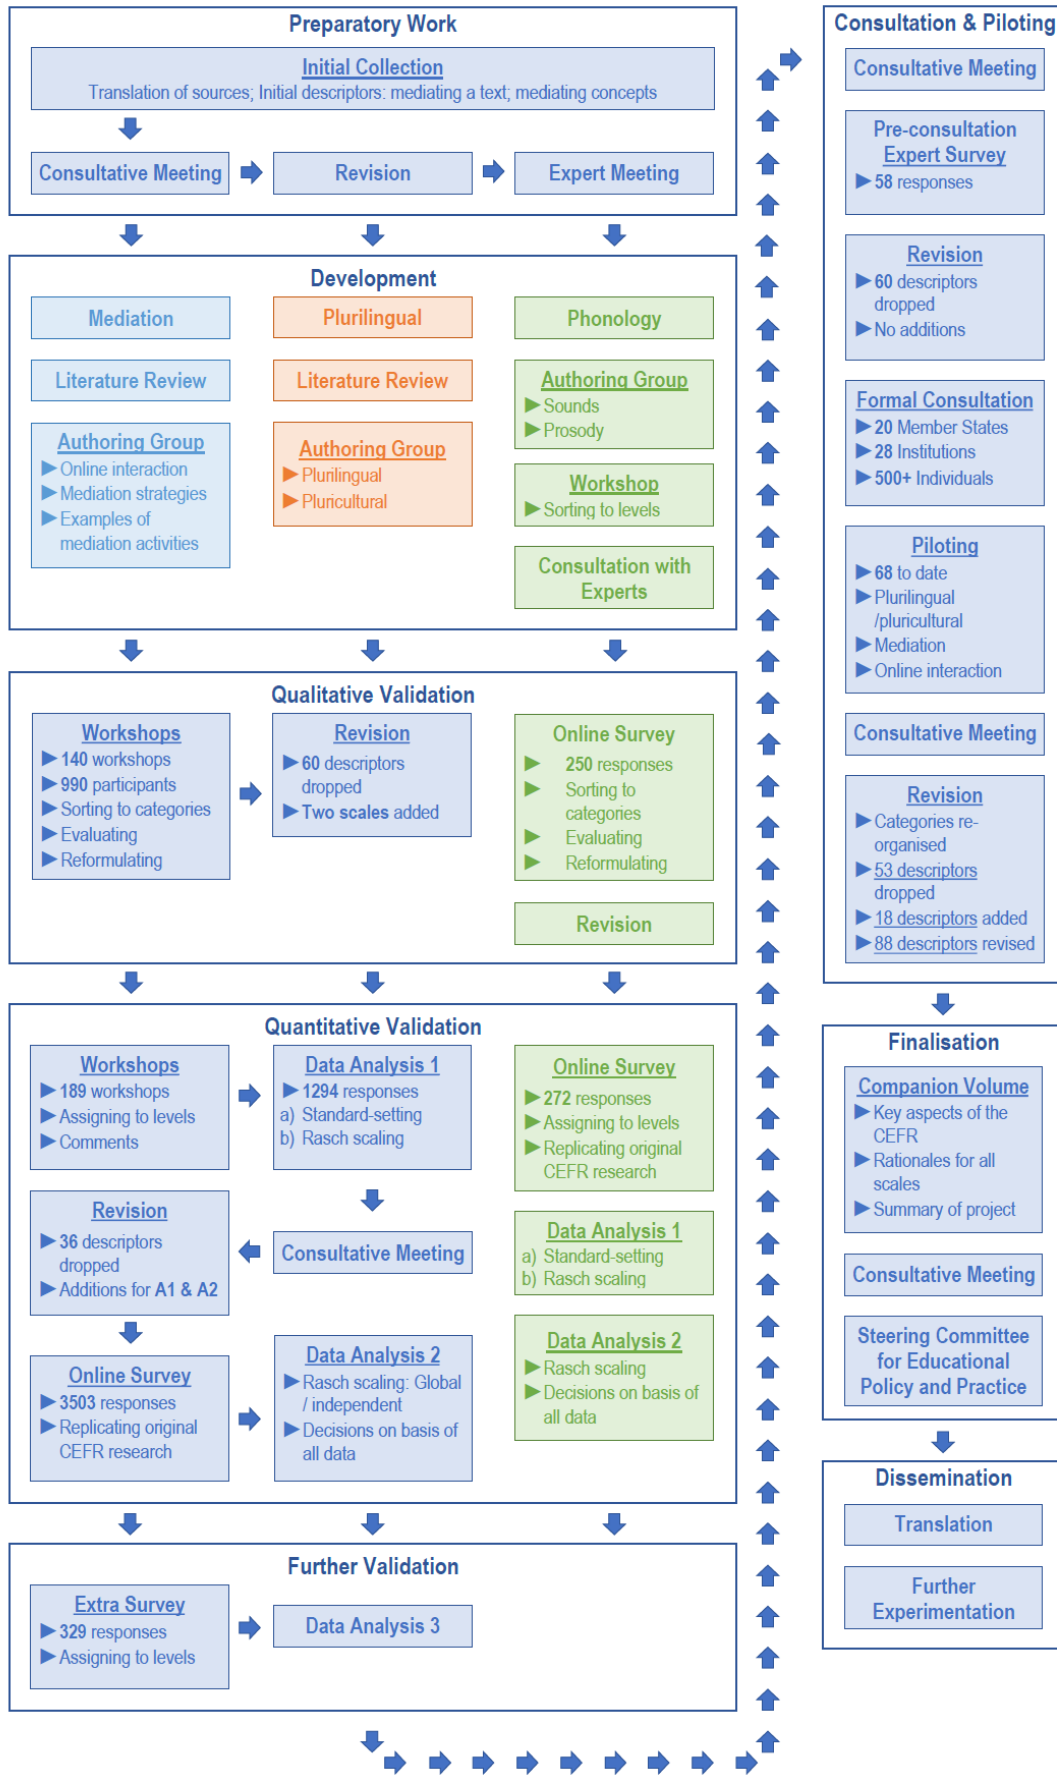 Preparatory Work
Initial Collection
Translation of sources; Initial descriptors: mediating a text; mediating concepts
Consultative Meeting
Revision
Expert Meeting
Development
Mediation
Literature Review
Authoring Group
Online interaction
Mediation strategies
Examples of
mediation activities
Plurilingual
Literature Review
Authoring Group
Plurilingual
Pluricultural
Phonology
Authoring Group
Sounds
Prosody
Workshop
Sorting to levels
Consultation with
Experts
Qualitative Validation
Workshops
140 workshops
990 participants
Sorting to categories
Evaluating
Reformulating
Revision
60 descriptors
dropped
Two scales added
Online Survey
250 responses
Sorting to
categories
Evaluating
Reformulating
Revision
Quantitative Validation
Workshops
189 workshops
Assigning to levels
Comments
Data Analysis 1
1294 responses
a) Standard-setting
b) Rasch scaling
Consultative Meeting
Revision
36 descriptors
dropped
Additions for A1 & A2
Online Survey
3503 responses
Replicating original
CEFR research
Data Analysis 2
Rasch scaling: Global
/ independent
Decisions on basis of
all data
Online Survey
272 responses
Assigning to levels
Replicating original
CEFR research
Data Analysis 1
a) Standard-setting
b) Rasch scaling
Data Analysis 2
Rasch scaling
Decisions on basis of
all data
Further Validation
Extra Survey
329 responses
Assigning to levels
Data Analysis 3
Consultation & Piloting
Consultative Meeting
Pre-consultation
Expert Survey
58 responses
Revision
60 descriptors
dropped
No additions
Formal Consultation
20 Member States
28 Institutions
500+ Individuals
Piloting
68 to date
Plurilingual
/pluricultural
Mediation
Online interaction
Consultative Meeting
Revision
Categories re-
organised
53 descriptors
dropped
18 descriptors added
88 descriptors revised
Finalisation
Companion Volume
Key aspects of the
CEFR
Rationales for all
scales
Summary of project
Consultative Meeting
Steering Committee
for Educational
Policy and Practice
Dissemination
Translation
Further
Experimentation